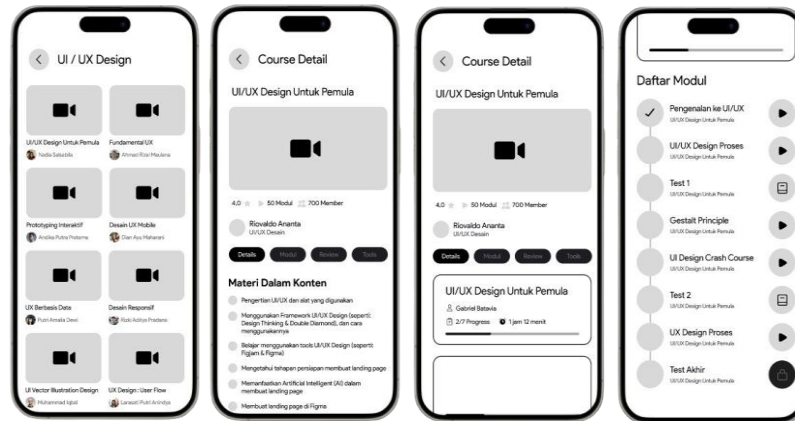 UI / UX Design
UI/UX Design Untuk Pemula
Fundamental UX
Nadia Salsabila
Ahmad Rizal Maulana
Prototyping Interaktif
Desain UX Mobile
Andika Putra Pratama
Dian Ayu Maharani
UX Berbasis Data
Desain Responsif
Putri Amalia Dewi
Rizki Aditya Pradana
UI Vector Illustration Design
UX Design : User Flow
Muhammad Iqbal
Larasati Putri Anindya
Course Detail
UI/UX Design Untuk Pemula
4,0
50 Modul
700 Member
Riovaldo Ananta
UI/UX Desain
Details
Modul
Review
Tools
Materi Dalam Konten
Pengertian UI/UX dan alat yang digunakan
Menggunakan Framework UI/UX Design (seperti:
Design Thinking & Double Diamond), dan cara
menggunakannya
Belajar menggunakan tools UI/UX Design (seperti:
Figjam & Figma)
Mengetahui tahapan persiapan membuat landing page
Memanfaatkan Artificial Intelligent (AI) dalam
membuat landing page
Membuat landing page di Figma
Course Detail
UI/UX Design Untuk Pemula
4,0
50 Modul
700 Member
Riovaldo Ananta
UI/UX Desain
Details
Modul
Review
Tools
UI/UX Design Untuk Pemula
Gabriel Batavia
2/7 Progress
1 jam 12 menit
Daftar Modul
Pengenalan ke UI/UX
UI/UX Design Untuk Pemula
UI/UX Design Proses
UI/UX Design Untuk Pemula
Test 1
UI/UX Design Untuk Pemula
Gestalt Principle
UI/UX Design Untuk Pemula
UI Design Crash Course
UI/UX Design Untuk Pemula
Test 2
UI/UX Design Untuk Pemula
UX Design Proses
UI/UX Design Untuk Pemula
Test Akhir
UI/UX Design Untuk Pemula